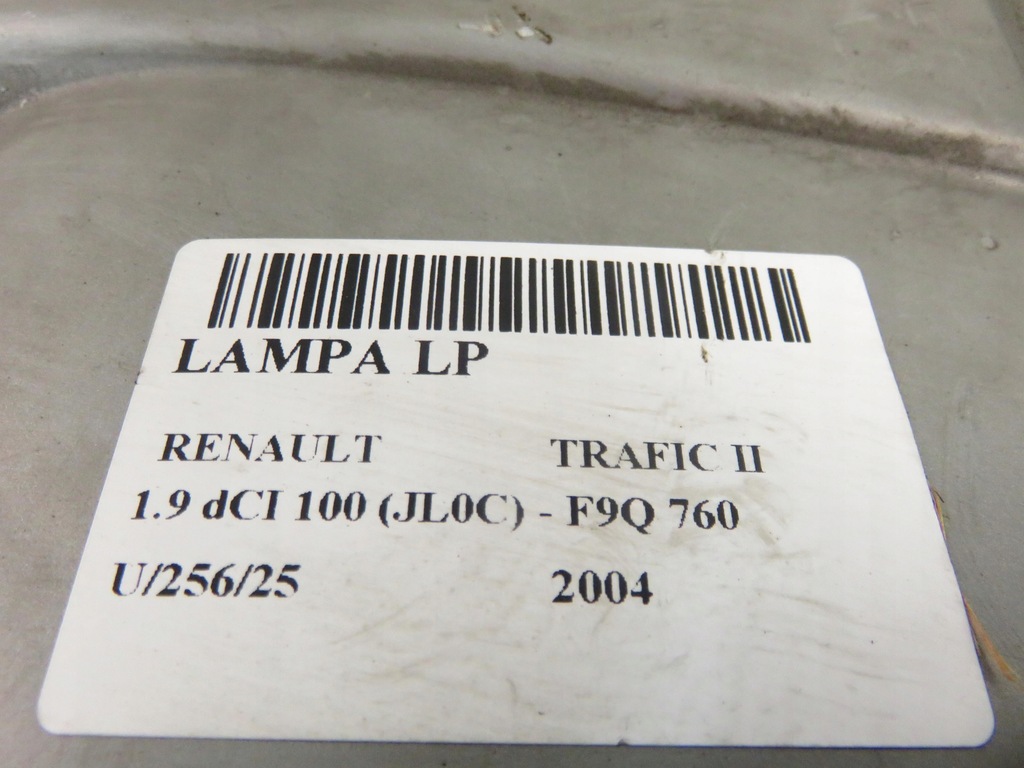 LAMPA LP
RENAULT TRAFIC II
1.9 dCI 100 (JL0C) - F9Q 760
U/256/25 2004